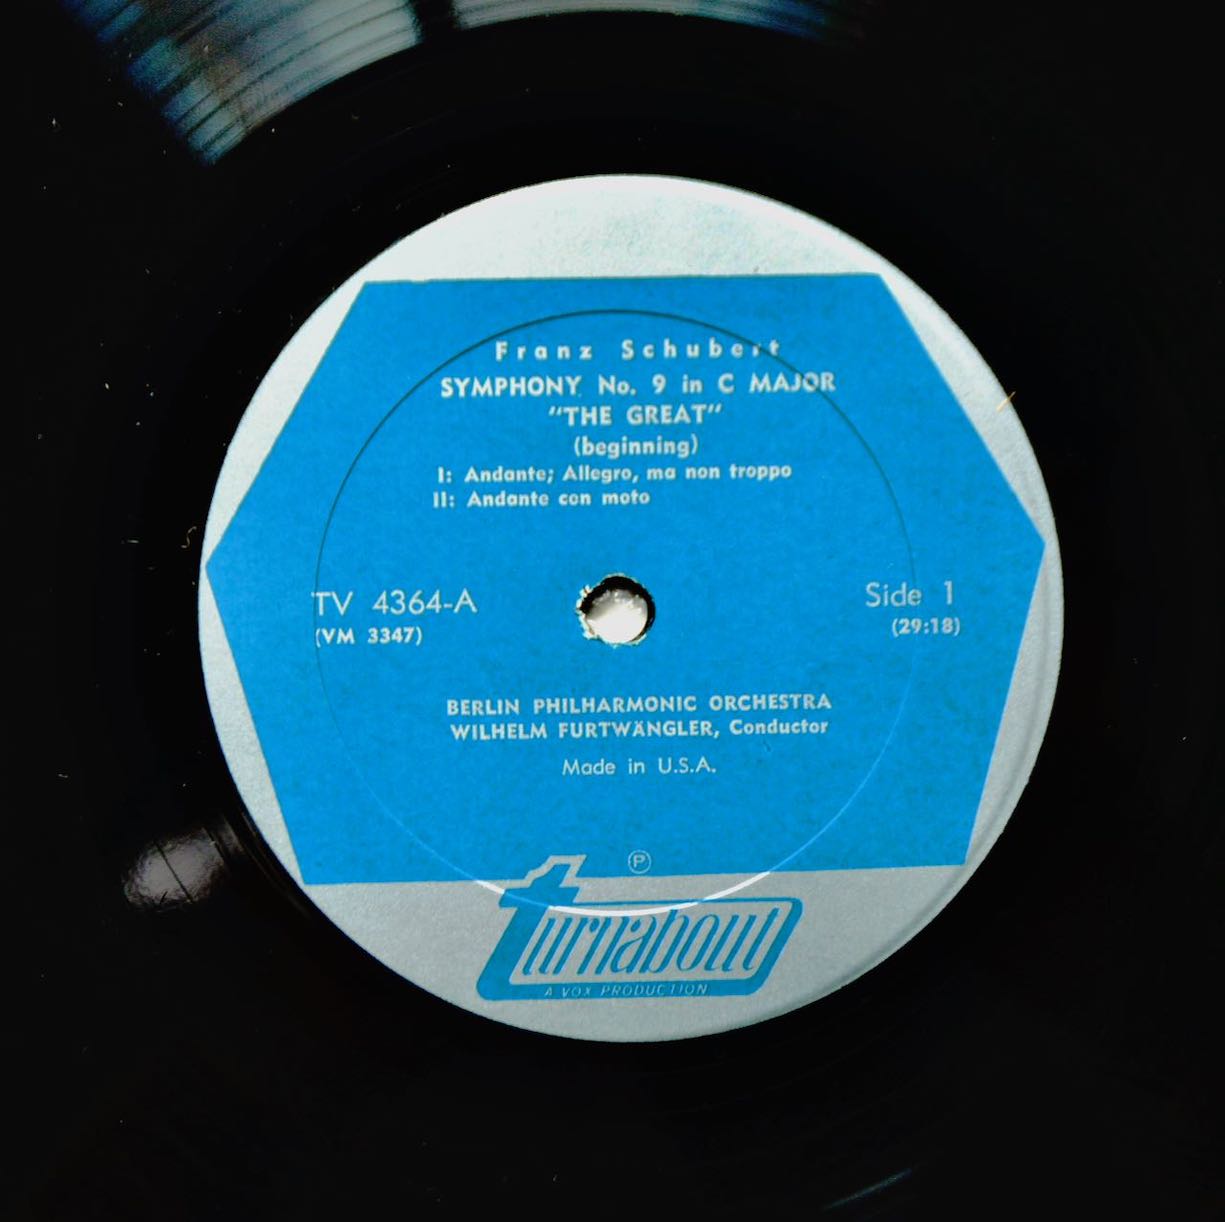 Franz Schubert
SYMPHONY No. 9 in C MAJOR
"THE GREAT"
(beginning)
I: Andante; Allegro, ma non troppo
II: Andante con moto
TV 4364-A
(VM 3347)
Side 1
(29:18)
BERLIN PHILHARMONIC ORCHESTRA
WILHELM FURTWÄNGLER, Conductor
Made in U.S.A.
℗
turnabout
A VOX PRODUCTION